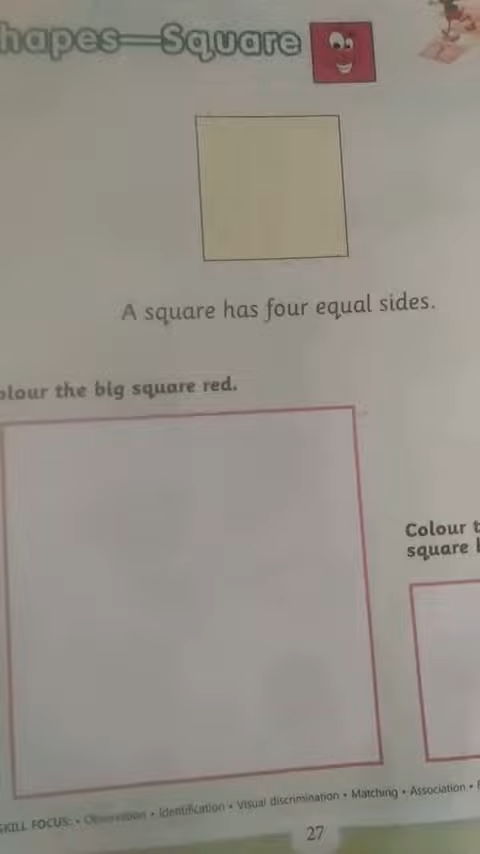 hapes—Square
A square has four equal sides.
olour the big square red.
Colour t
square
SKILL FOCUS: • Observation • Identification • Visual discrimination • Matching • Association •
27